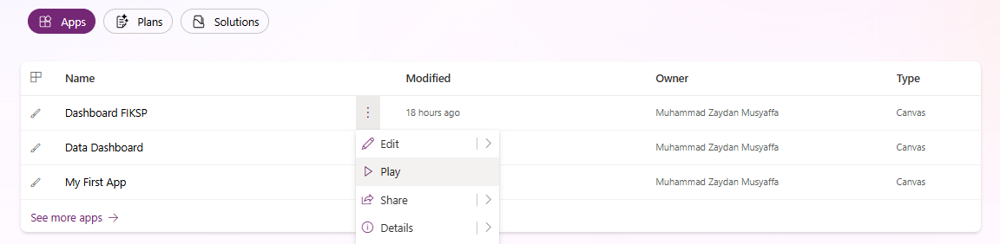 Apps Plans Solutions
Name Modified Owner Type
Dashboard FIKSP 18 hours ago Muhammad Zaydan Musyaffa Canvas
Edit
Data Dashboard Muhammad Zaydan Musyaffa Canvas
Play
My First App Muhammad Zaydan Musyaffa Canvas
Share
See more apps
Details